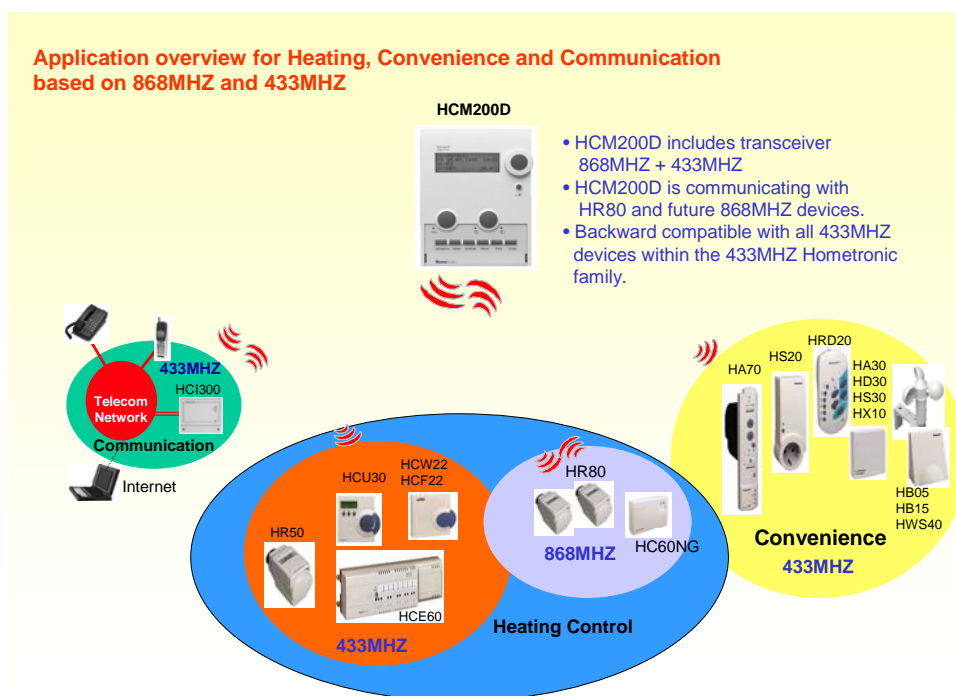 Application overview for Heating, Convenience and Communication
based on 868MHZ and 433MHZ
HCM200D
• HCM200D includes transceiver
868MHZ + 433MHZ
• HCM200D is communicating with
HR80 and future 868MHZ devices.
• Backward compatible with all 433MHZ
devices within the 433MHZ Hometronic
family.
433MHZ
HCI300
Telecom
Network
Communication
Internet
HCU30
HCW22
HCF22
HR50
HCE60
433MHZ
HR80
868MHZ
HC60NG
Heating Control
HRD20
HS20
HA70
HA30
HD30
HS30
HX10
HB05
HB15
HWS40
Convenience
433MHZ